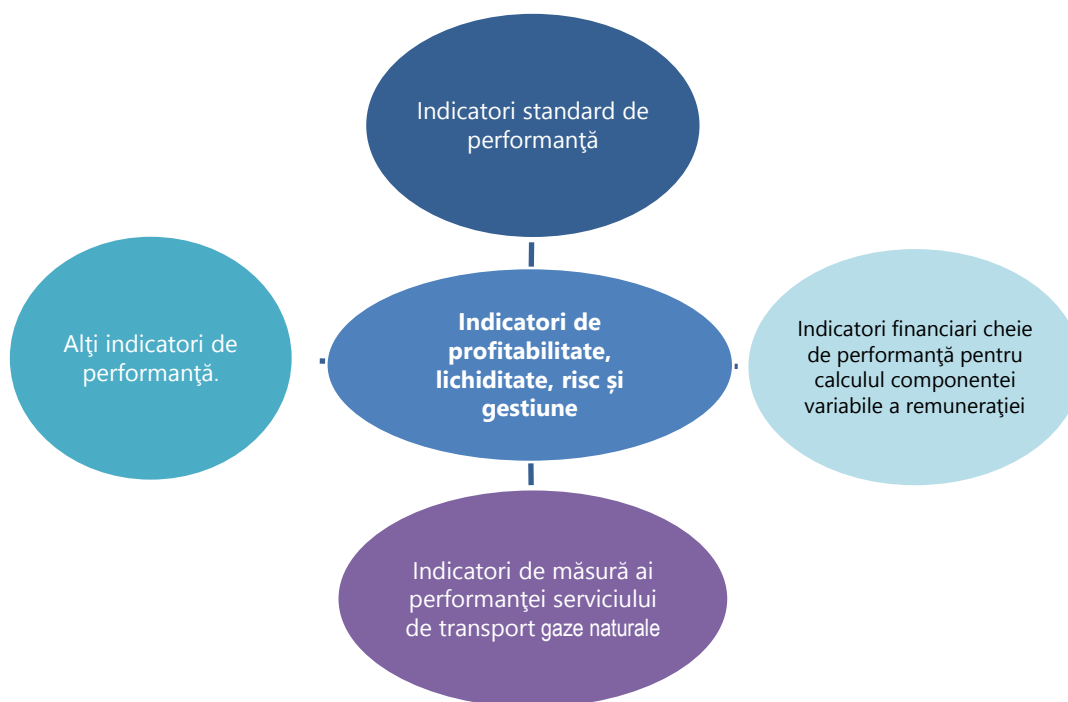 Indicatori standard de
performanţă
Alţi indicatori de
performanţă.
Indicatori de
profitabilitate,
lichiditate, risc și
gestiune
Indicatori financiari cheie
de performanţă pentru
calculul componentei
variabile a remuneraţiei
Indicatori de măsură ai
performanţei serviciului
de transport gaze naturale